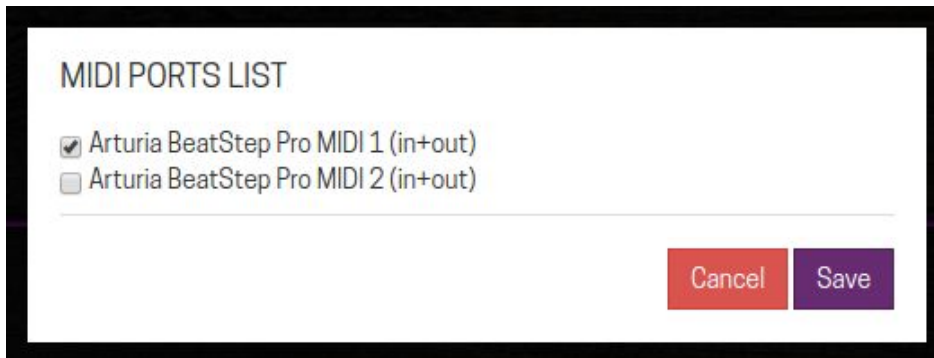 MIDI PORTS LIST
Arturia BeatStep Pro MIDI 1 (in+out)
Arturia BeatStep Pro MIDI 2 (in+out)
Cancel Save